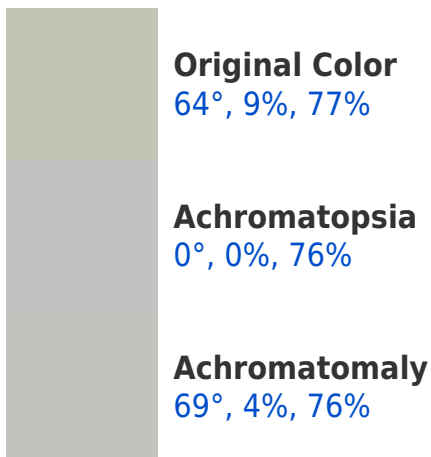 Original Color
64°, 9%, 77%
Achromatopsia
0°, 0%, 76%
Achromatomaly
69°, 4%, 76%